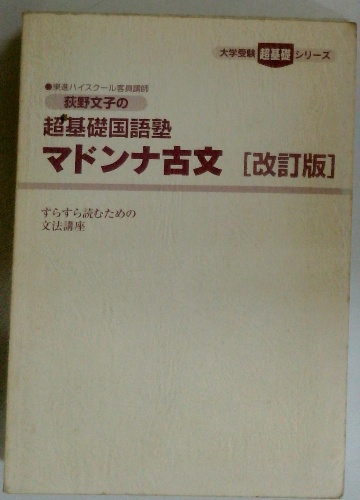 大学受験 超基礎 シリーズ
●東進ハイスクール客員講師
荻野文子の
超基礎国語塾
マドンナ古文 [改訂版]
すらすら読むための
文法講座